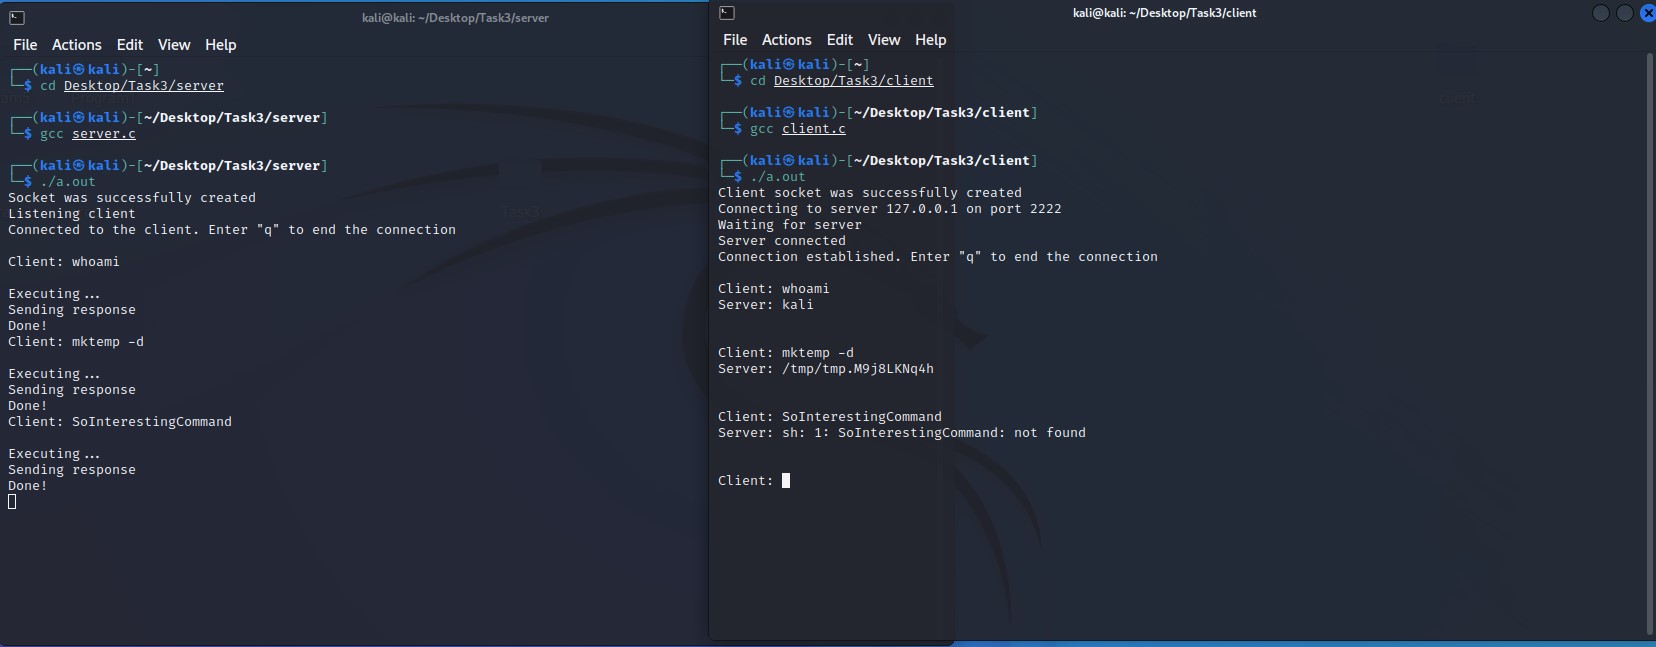 kali@kali: ~/Desktop/Task3/server
File Actions Edit View Help
┌──(kali㉿kali)-[~]
└─$ cd Desktop/Task3/server
┌──(kali㉿kali)-[~/Desktop/Task3/server]
└─$ gcc server.c
┌──(kali㉿kali)-[~/Desktop/Task3/server]
└─$ ./a.out
Socket was successfully created
Listening client
Connected to the client. Enter "q" to end the connection
Client: whoami
Executing...
Sending response
Done!
Client: mktemp -d
Executing...
Sending response
Done!
Client: SoInterestingCommand
Executing...
Sending response
Done!
Task3
kali@kali: ~/Desktop/Task3/client
File Actions Edit View Help
┌──(kali㉿kali)-[~]
└─$ cd Desktop/Task3/client
┌──(kali㉿kali)-[~/Desktop/Task3/client]
└─$ gcc client.c
┌──(kali㉿kali)-[~/Desktop/Task3/client]
└─$ ./a.out
Client socket was successfully created
Connecting to server 127.0.0.1 on port 2222
Waiting for server
Server connected
Connection established. Enter "q" to end the connection
Client: whoami
Server: kali
Client: mktemp -d
Server: /tmp/tmp.M9j8LKNq4h
Client: SoInterestingCommand
Server: sh: 1: SoInterestingCommand: not found
Client:
client